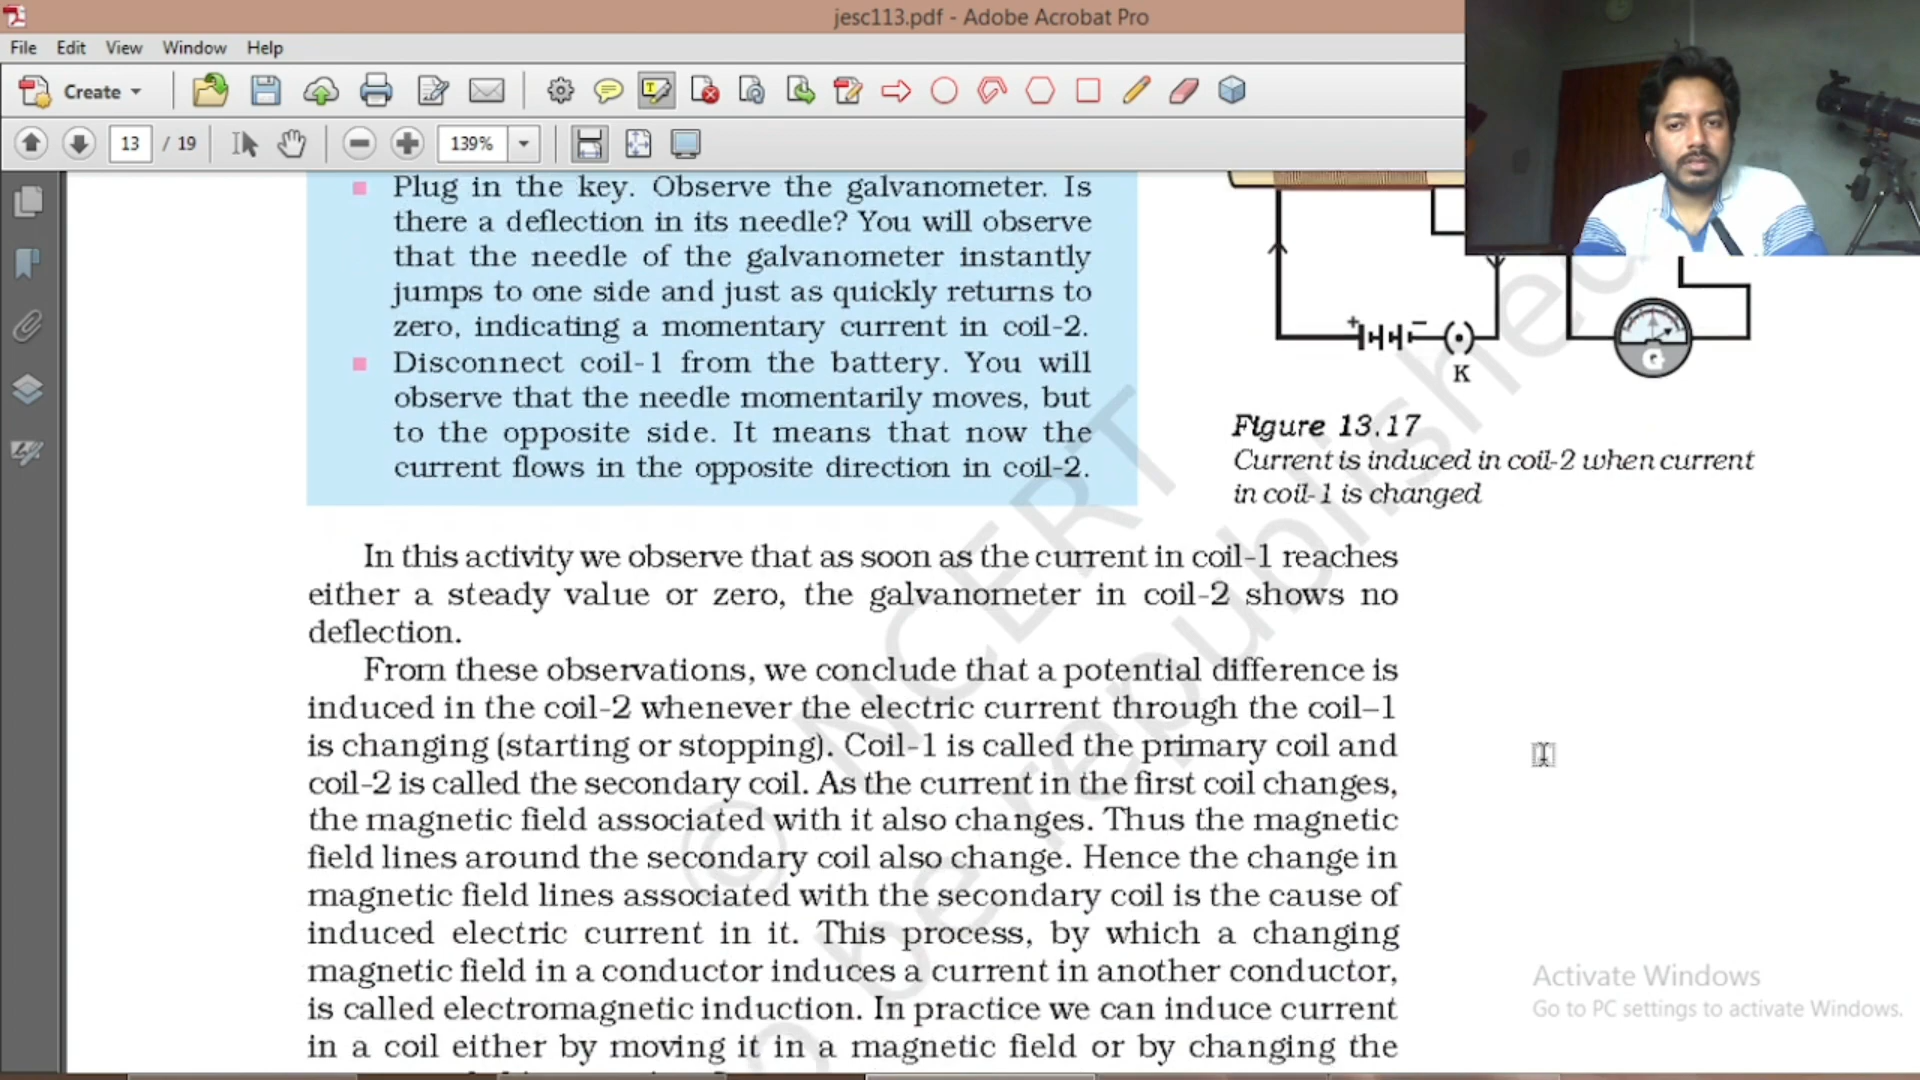 jesc113.pdf - Adobe Acrobat Pro
File Edit View Window Help
Create
13 / 19 139%
Plug in the key. Observe the galvanometer. Is
there a deflection in its needle? You will observe
that the needle of the galvanometer instantly
jumps to one side and just as quickly returns to
zero, indicating a momentary current in coil-2.
Disconnect coil-1 from the battery. You will
observe that the needle momentarily moves, but
to the opposite side. It means that now the
current flows in the opposite direction in coil-2.
+ −
K
G
Figure 13.17
Current is induced in coil-2 when current
in coil-1 is changed
In this activity we observe that as soon as the current in coil-1 reaches
either a steady value or zero, the galvanometer in coil-2 shows no
deflection.
From these observations, we conclude that a potential difference is
induced in the coil-2 whenever the electric current through the coil–1
is changing (starting or stopping). Coil-1 is called the primary coil and
coil-2 is called the secondary coil. As the current in the first coil changes,
the magnetic field associated with it also changes. Thus the magnetic
field lines around the secondary coil also change. Hence the change in
magnetic field lines associated with the secondary coil is the cause of
induced electric current in it. This process, by which a changing
magnetic field in a conductor induces a current in another conductor,
is called electromagnetic induction. In practice we can induce current
in a coil either by moving it in a magnetic field or by changing the
© NCERT
be republished
Activate Windows
Go to PC settings to activate Windows.